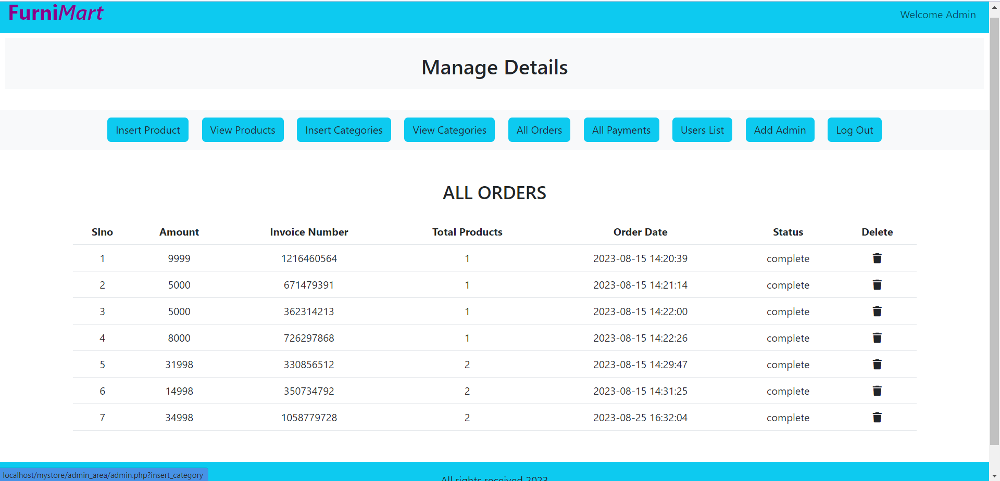 FurniMart
Welcome Admin
Manage Details
Insert Product View Products Insert Categories View Categories All Orders All Payments Users List Add Admin Log Out
ALL ORDERS
Slno Amount Invoice Number Total Products Order Date Status Delete
1 9999 1216460564 1 2023-08-15 14:20:39 complete
2 5000 671479391 1 2023-08-15 14:21:14 complete
3 5000 362314213 1 2023-08-15 14:22:00 complete
4 8000 726297868 1 2023-08-15 14:22:26 complete
5 31998 330856512 2 2023-08-15 14:29:47 complete
6 14998 350734792 2 2023-08-15 14:31:25 complete
7 34998 1058779728 2 2023-08-25 16:32:04 complete
All rights received 2023
localhost/mystore/admin_area/admin.php?insert_category